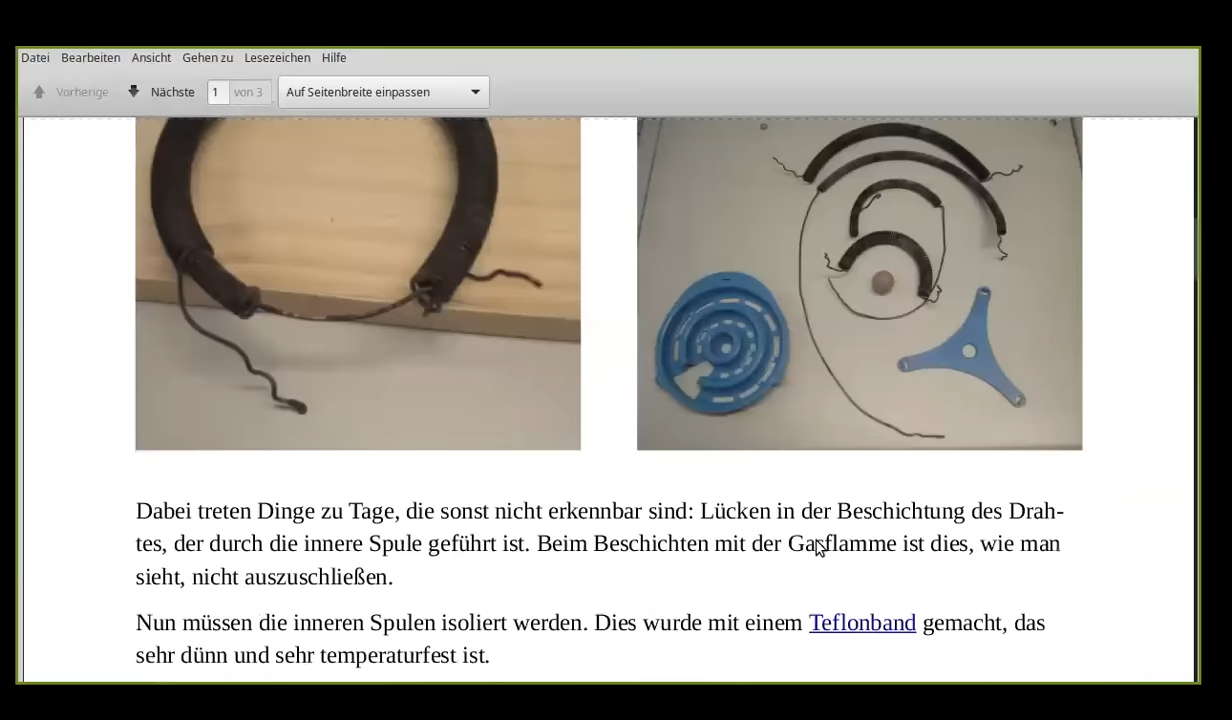 Datei Bearbeiten Ansicht Gehen zu Lesezeichen Hilfe
Vorherige Nächste 1 von 3 Auf Seitenbreite einpassen
Dabei treten Dinge zu Tage, die sonst nicht erkennbar sind: Lücken in der Beschichtung des Drah-
tes, der durch die innere Spule geführt ist. Beim Beschichten mit der Gasflamme ist dies, wie man
sieht, nicht auszuschließen.
Nun müssen die inneren Spulen isoliert werden. Dies wurde mit einem Teflonband gemacht, das
sehr dünn und sehr temperaturfest ist.